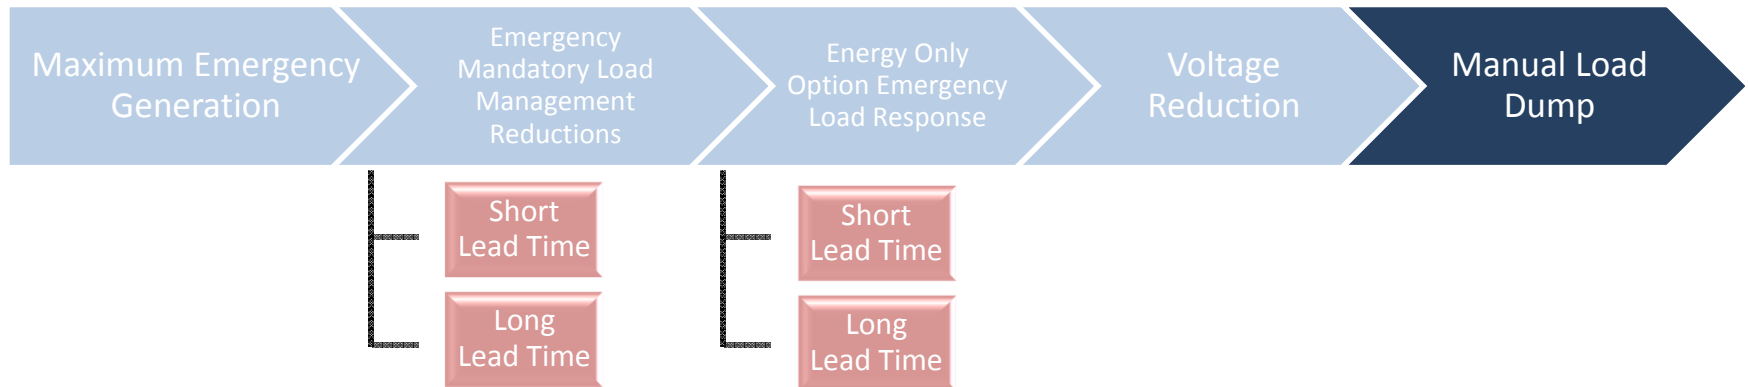 Maximum Emergency
Generation
Emergency
Mandatory Load
Management
Reductions
Energy Only
Option Emergency
Load Response
Voltage
Reduction
Manual Load
Dump
Short
Lead Time
Long
Lead Time
Short
Lead Time
Long
Lead Time